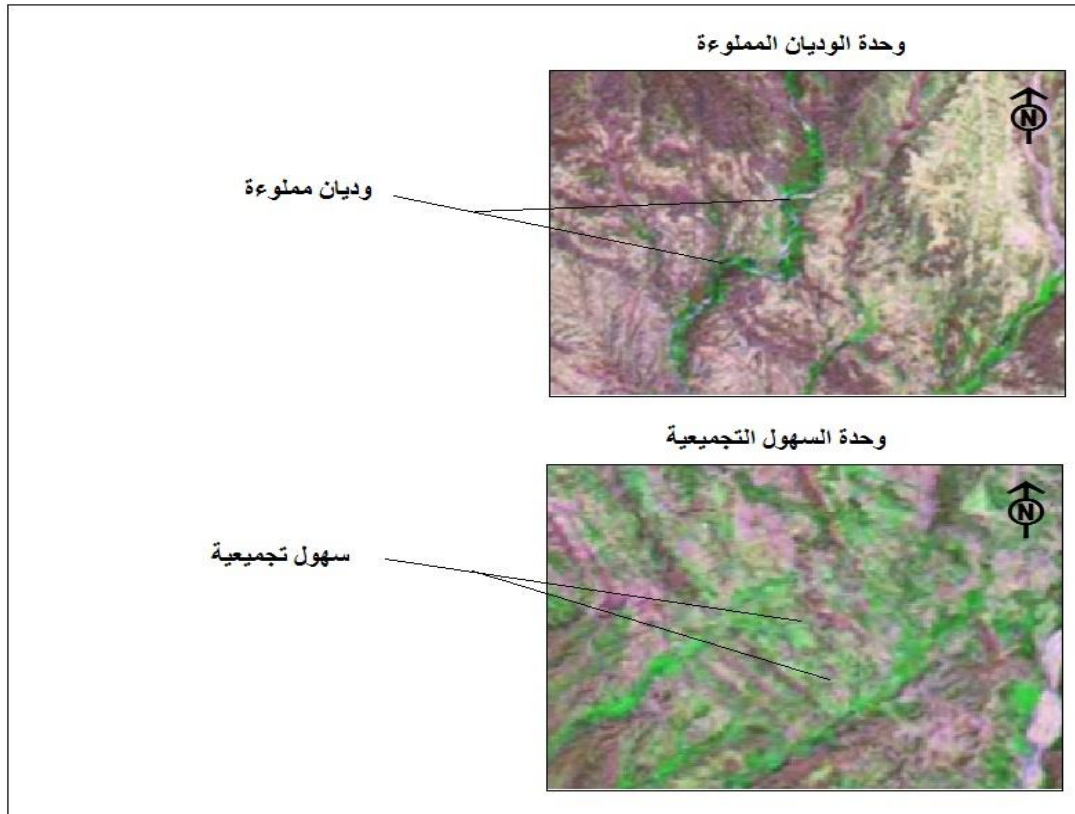 وحدة الوديان المملوءة
N
وديان مملوءة
وحدة السهول التجميعية
N
سهول تجميعية